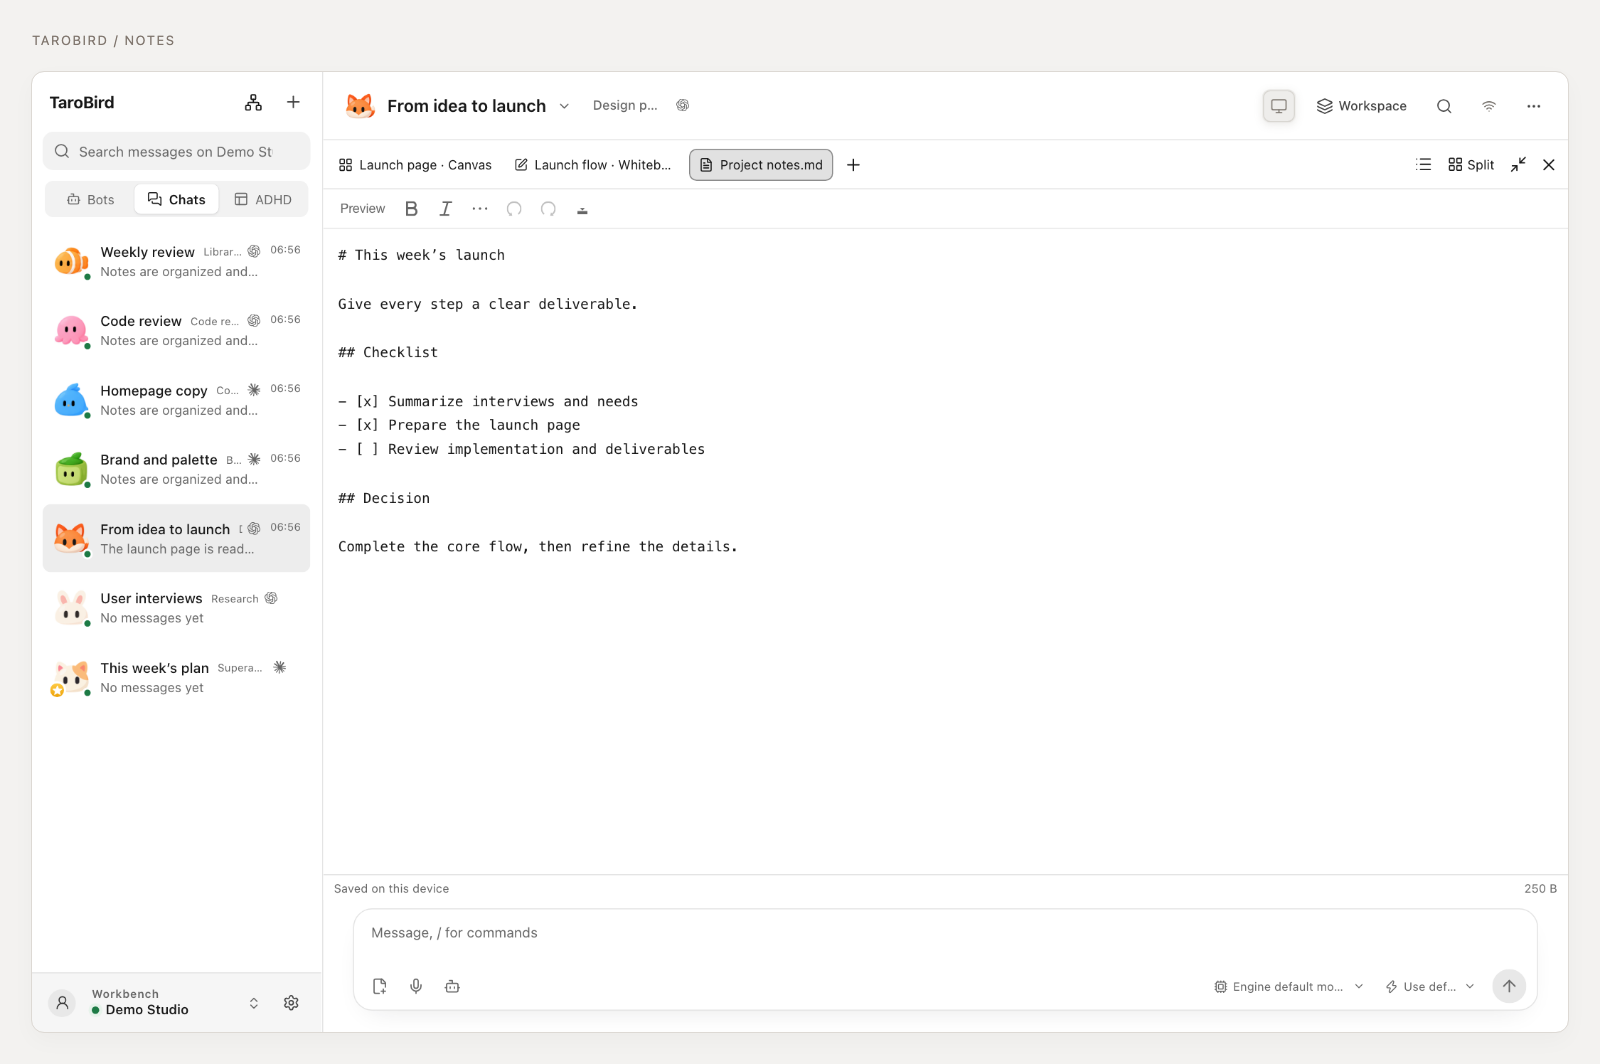 TAROBIRD / NOTES
TaroBird
Search messages on Demo St
Bots
Chats
ADHD
Weekly review Librar... 06:56
Notes are organized and...
Code review Code re... 06:56
Notes are organized and...
Homepage copy Co... 06:56
Notes are organized and...
Brand and palette B... 06:56
Notes are organized and...
From idea to launch 06:56
The launch page is read...
User interviews Research
No messages yet
This week's plan Supera...
No messages yet
Workbench
Demo Studio
From idea to launch Design p... Workspace
Launch page · Canvas Launch flow · Whiteb... Project notes.md Split
Preview B I
# This week’s launch
Give every step a clear deliverable.
## Checklist
– [x] Summarize interviews and needs
– [x] Prepare the launch page
– [ ] Review implementation and deliverables
## Decision
Complete the core flow, then refine the details.
Saved on this device 250 B
Message, / for commands
Engine default mo... Use def...